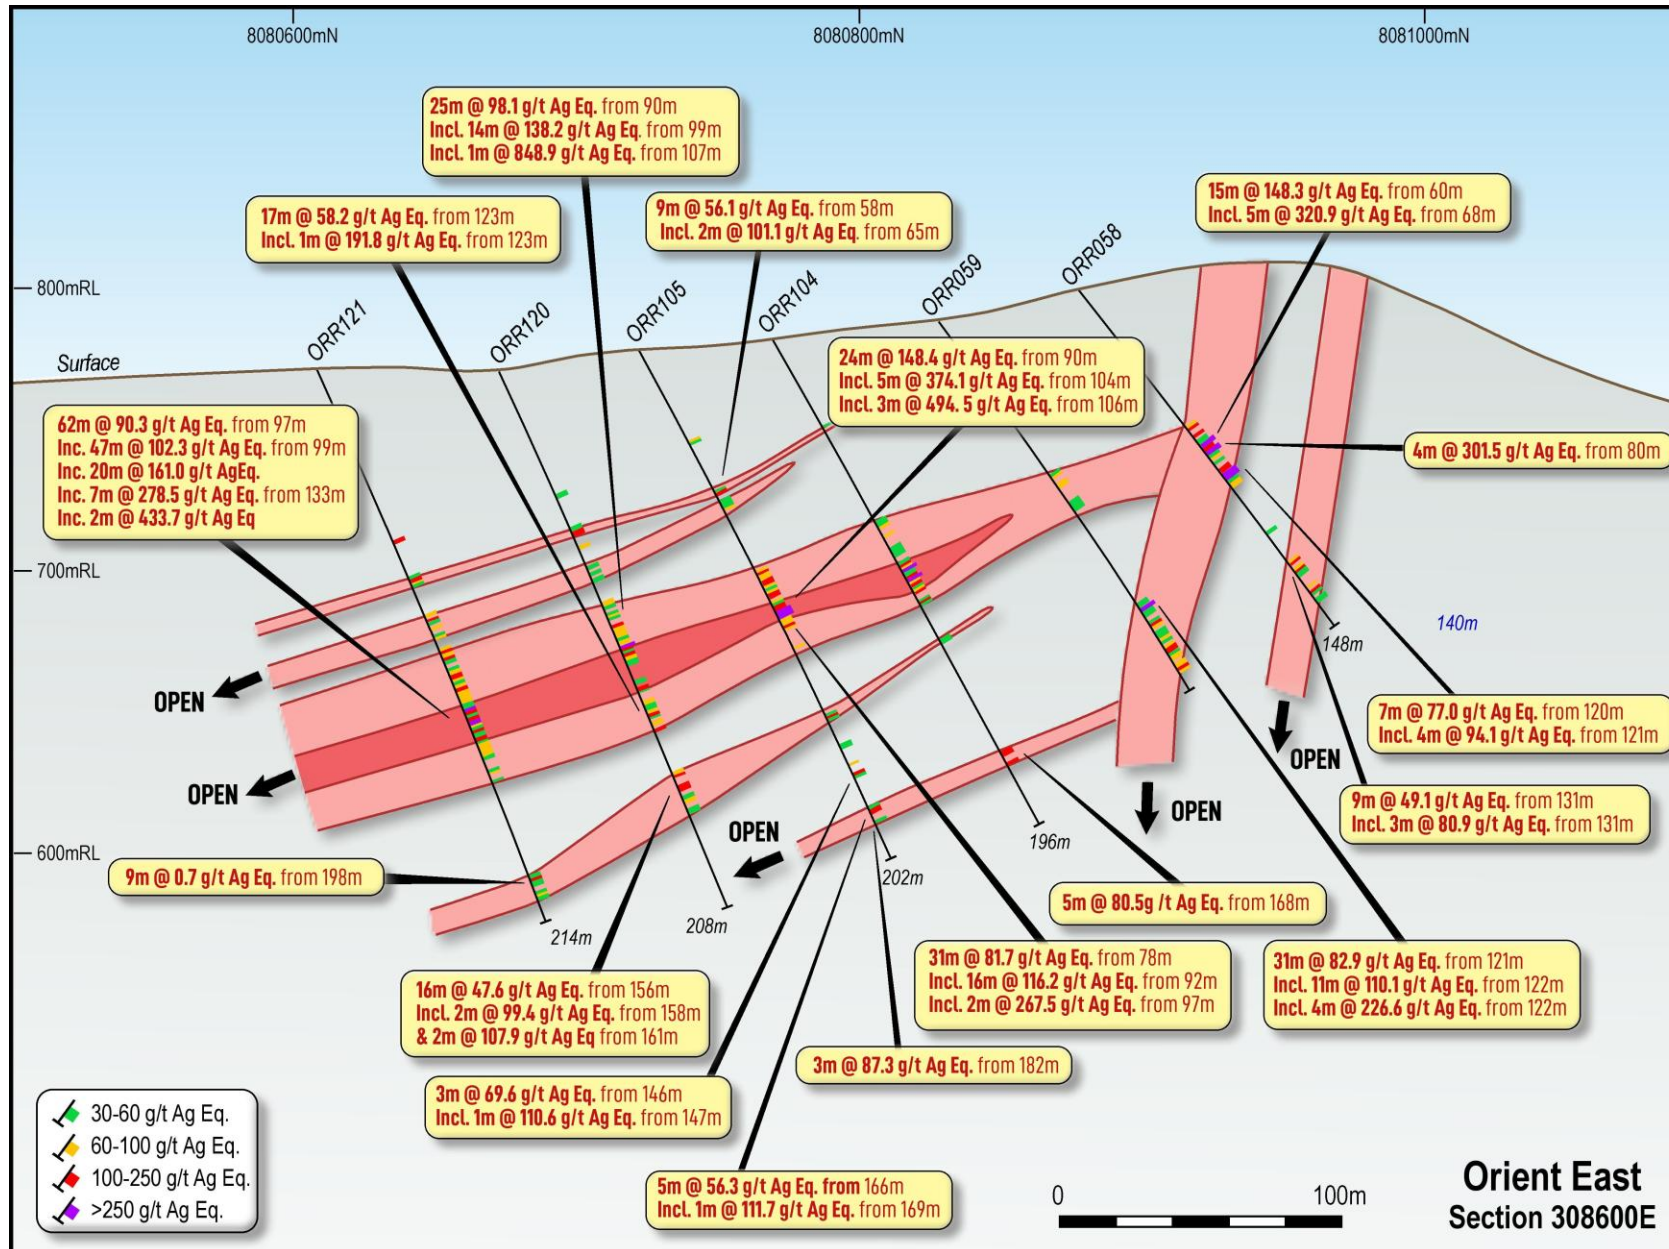 8080600mN
8080800mN
8081000mN
25m @ 98.1 g/t Ag Eq. from 90m
Incl. 14m @ 138.2 g/t Ag Eq. from 99m
Incl. 1m @ 848.9 g/t Ag Eq. from 107m
17m @ 58.2 g/t Ag Eq. from 123m
Incl. 1m @ 191.8 g/t Ag Eq. from 123m
9m @ 56.1 g/t Ag Eq. from 58m
Incl. 2m @ 101.1 g/t Ag Eq. from 65m
15m @ 148.3 g/t Ag Eq. from 60m
Incl. 5m @ 320.9 g/t Ag Eq. from 68m
800mRL
ORR121
ORR120
ORR105
ORR104
ORR059
ORR058
Surface
24m @ 148.4 g/t Ag Eq. from 90m
Incl. 5m @ 374.1 g/t Ag Eq. from 104m
Incl. 3m @ 494.5 g/t Ag Eq. from 106m
62m @ 90.3 g/t Ag Eq. from 97m
Inc. 47m @ 102.3 g/t Ag Eq. from 99m
Inc. 20m @ 161.0 g/t AgEq.
Inc. 7m @ 278.5 g/t Ag Eq. from 133m
Inc. 2m @ 433.7 g/t Ag Eq
4m @ 301.5 g/t Ag Eq. from 80m
700mRL
140m
148m
OPEN
7m @ 77.0 g/t Ag Eq. from 120m
Incl. 4m @ 94.1 g/t Ag Eq. from 121m
OPEN
OPEN
9m @ 49.1 g/t Ag Eq. from 131m
Incl. 3m @ 80.9 g/t Ag Eq. from 131m
OPEN
OPEN
600mRL
196m
202m
9m @ 0.7 g/t Ag Eq. from 198m
5m @ 80.5g /t Ag Eq. from 168m
208m
214m
31m @ 81.7 g/t Ag Eq. from 78m
Incl. 16m @ 116.2 g/t Ag Eq. from 92m
Incl. 2m @ 267.5 g/t Ag Eq. from 97m
31m @ 82.9 g/t Ag Eq. from 121m
Incl. 11m @ 110.1 g/t Ag Eq. from 122m
Incl. 4m @ 226.6 g/t Ag Eq. from 122m
16m @ 47.6 g/t Ag Eq. from 156m
Incl. 2m @ 99.4 g/t Ag Eq. from 158m
& 2m @ 107.9 g/t Ag Eq from 161m
3m @ 87.3 g/t Ag Eq. from 182m
3m @ 69.6 g/t Ag Eq. from 146m
Incl. 1m @ 110.6 g/t Ag Eq. from 147m
5m @ 56.3 g/t Ag Eq. from 166m
Incl. 1m @ 111.7 g/t Ag Eq. from 169m
30-60 g/t Ag Eq.
60-100 g/t Ag Eq.
100-250 g/t Ag Eq.
>250 g/t Ag Eq.
0
100m
Orient East
Section 308600E